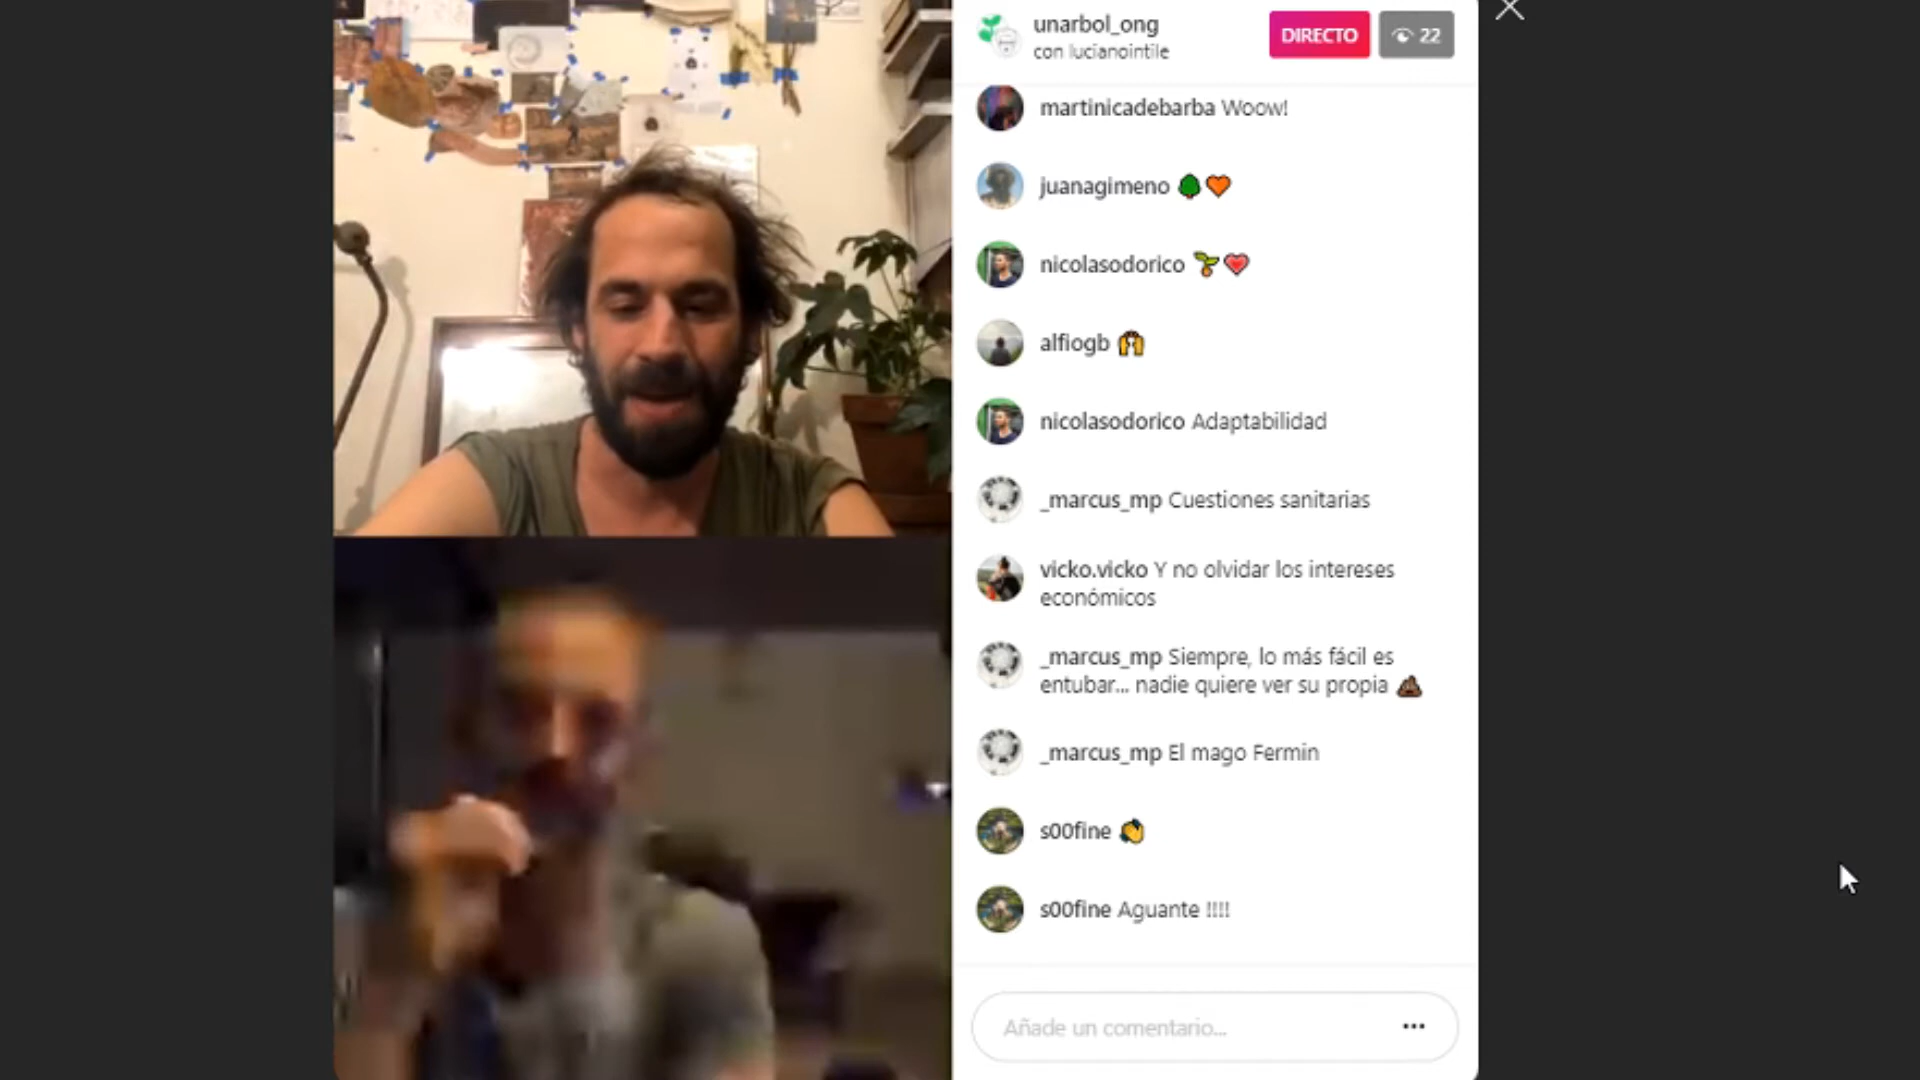 unarbol_ong
con lucianointile
DIRECTO
22
martinicadebarba Woow!
juanagimeno 🌳🧡
nicolasodorico 🌱💗
alfiogb 🙌
nicolasodorico Adaptabilidad
_marcus_mp Cuestiones sanitarias
vicko.vicko Y no olvidar los intereses
económicos
_marcus_mp Siempre, lo más fácil es
entubar... nadie quiere ver su propia 💩
_marcus_mp El mago Fermin
s00fine 👏
s00fine Aguante !!!!
Añade un comentario...